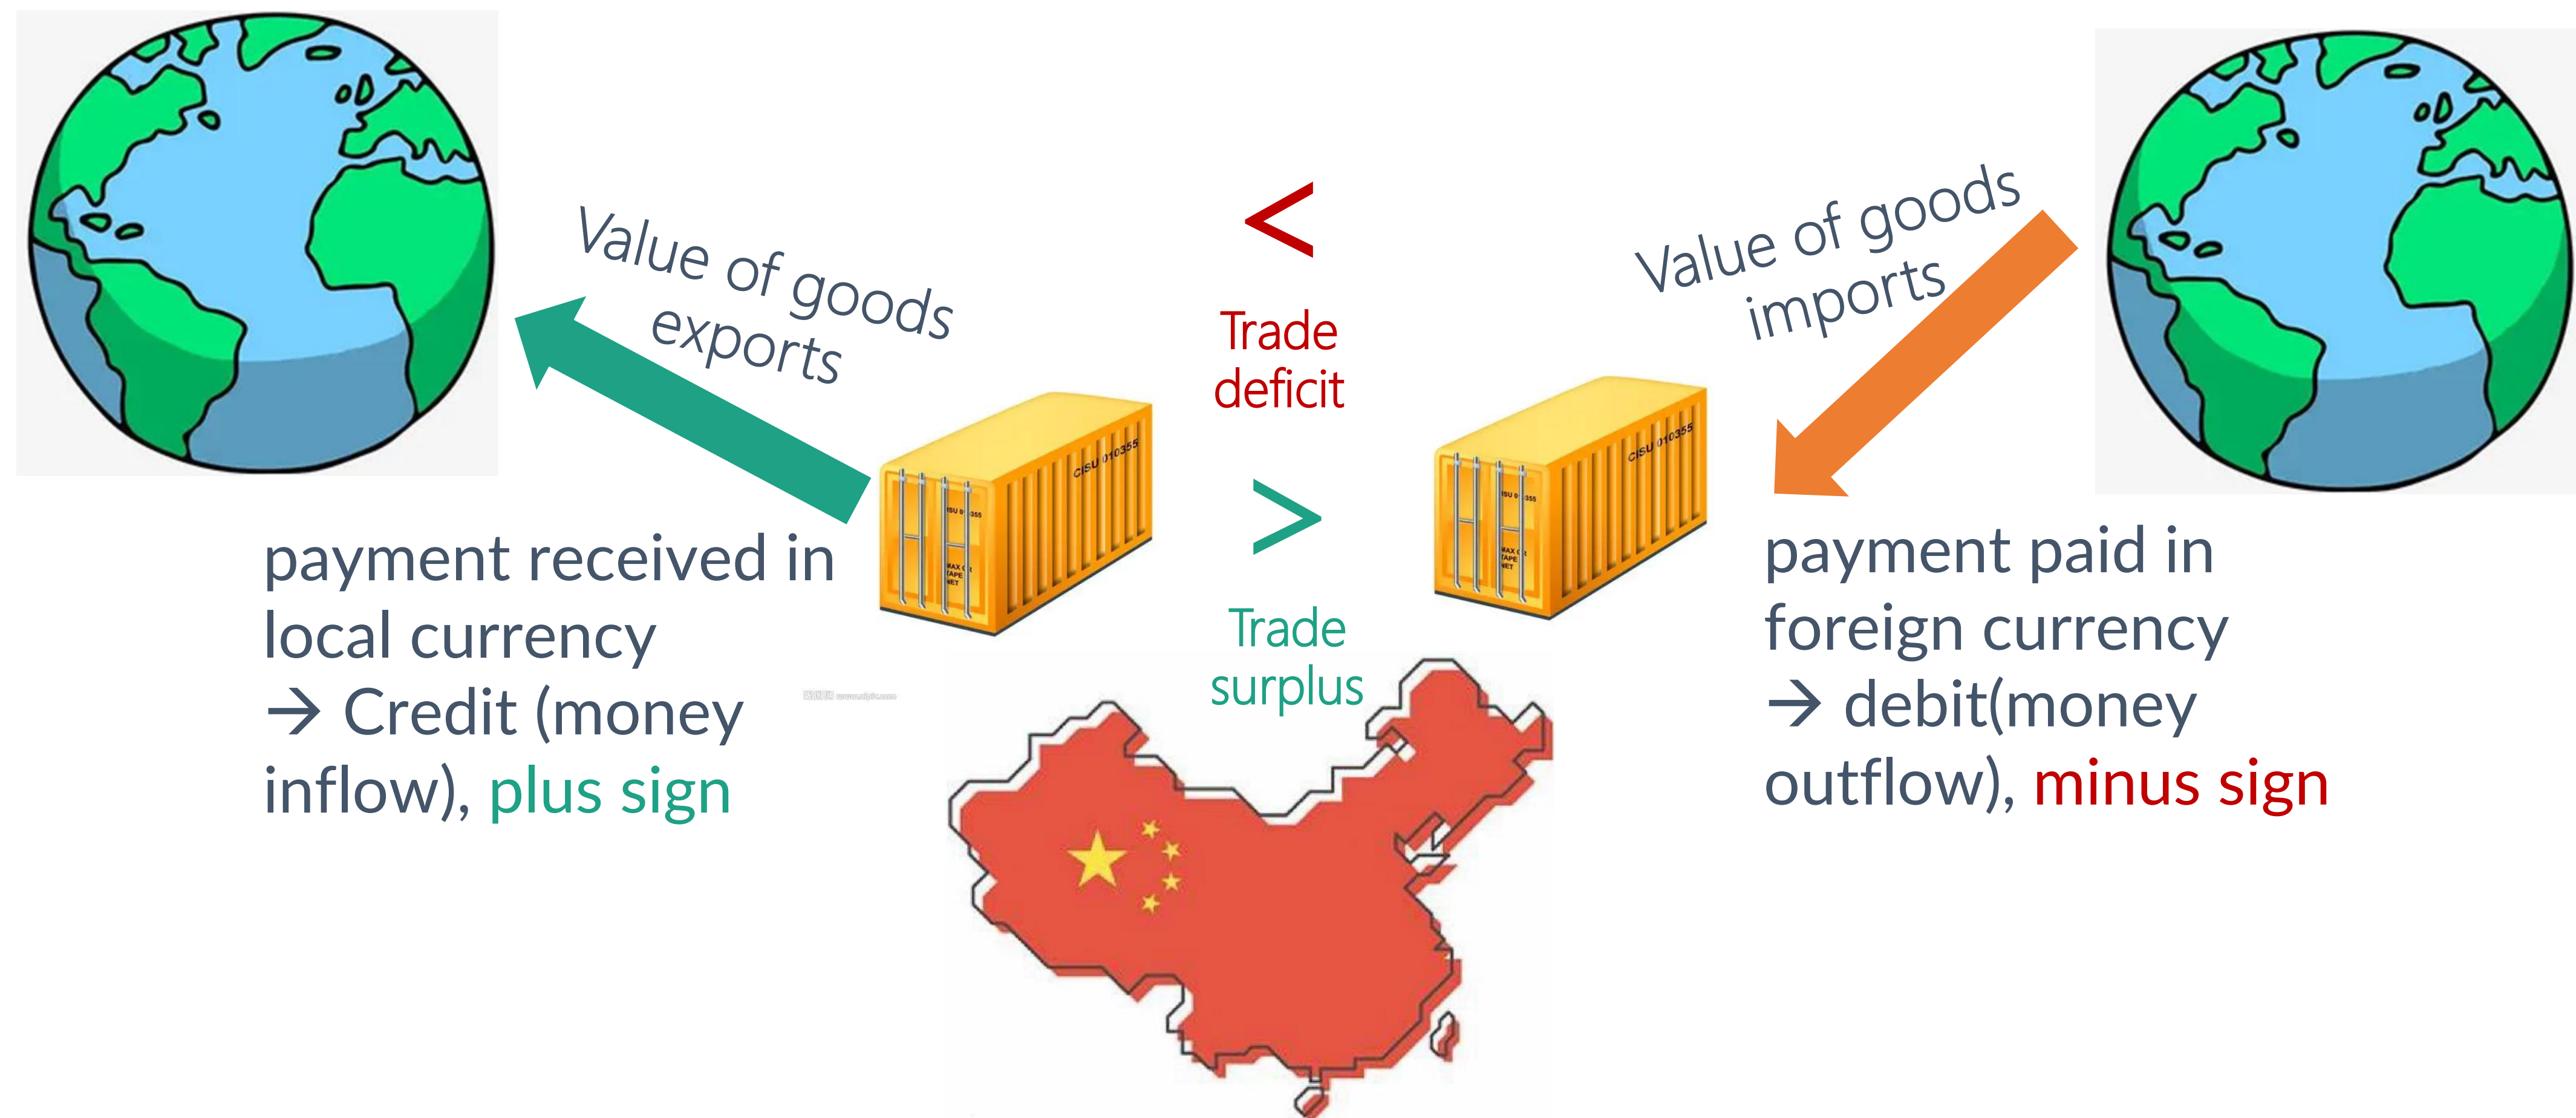 Value of goods
exports
<
Trade
deficit
>
Trade
surplus
Value of goods
imports
CISU 010355
CISU 010355
payment received in
local currency
→ Credit (money
inflow), plus sign
payment paid in
foreign currency
→ debit(money
outflow), minus sign